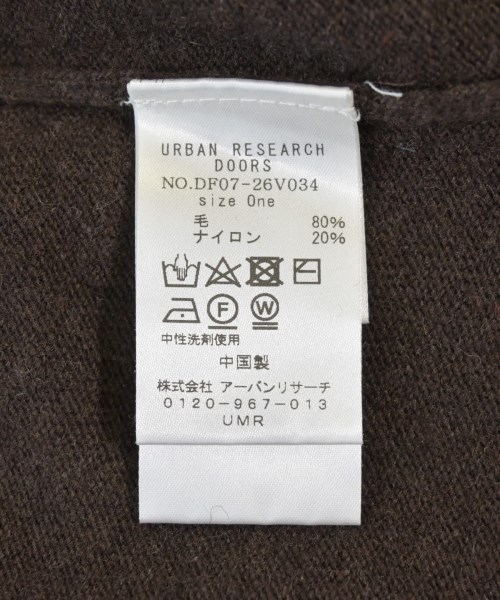 URBAN RESEARCH
DOORS
NO.DF07-26V034
size One
毛 80%
ナイロン 20%
F W
中性洗剤使用
中国製
株式会社 アーバンリサーチ
0120-967-013
UMR